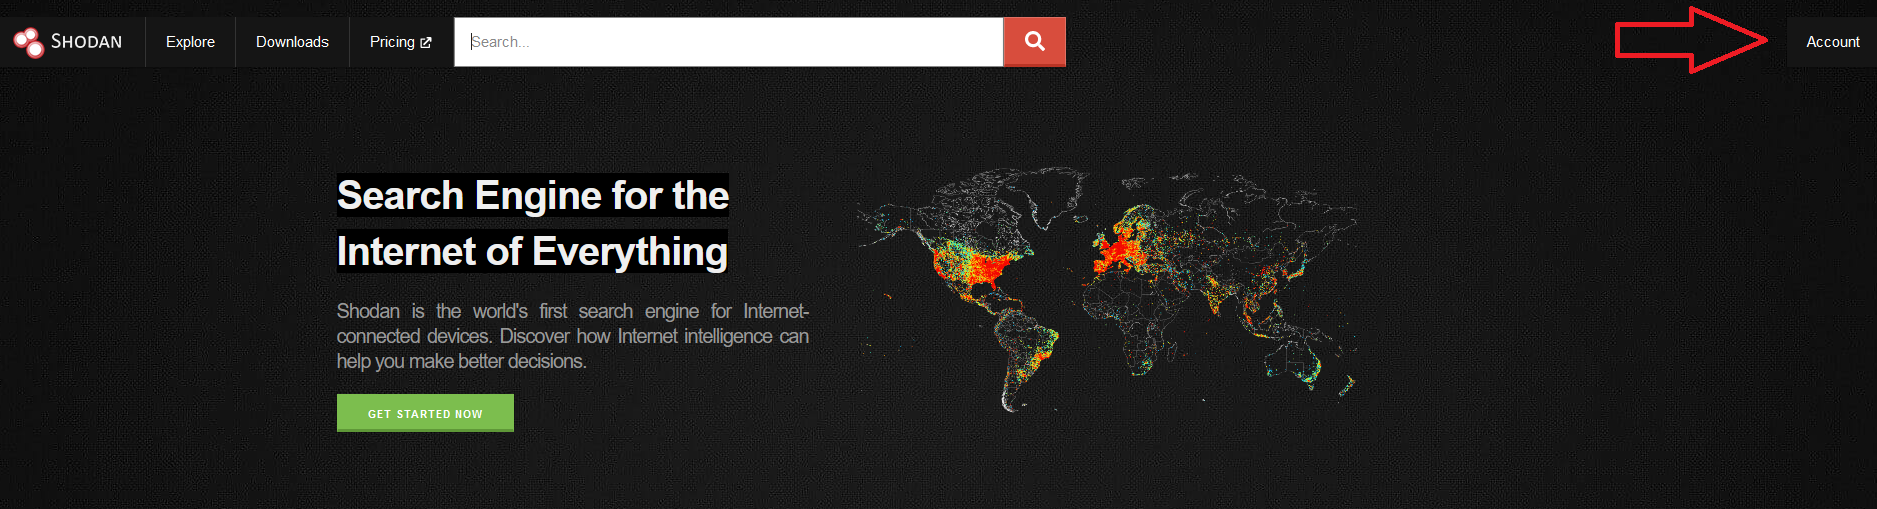 SHODAN Explore Downloads Pricing Search... Account
Search Engine for the
Internet of Everything
Shodan is the world's first search engine for Internet-
connected devices. Discover how Internet intelligence can
help you make better decisions.
GET STARTED NOW